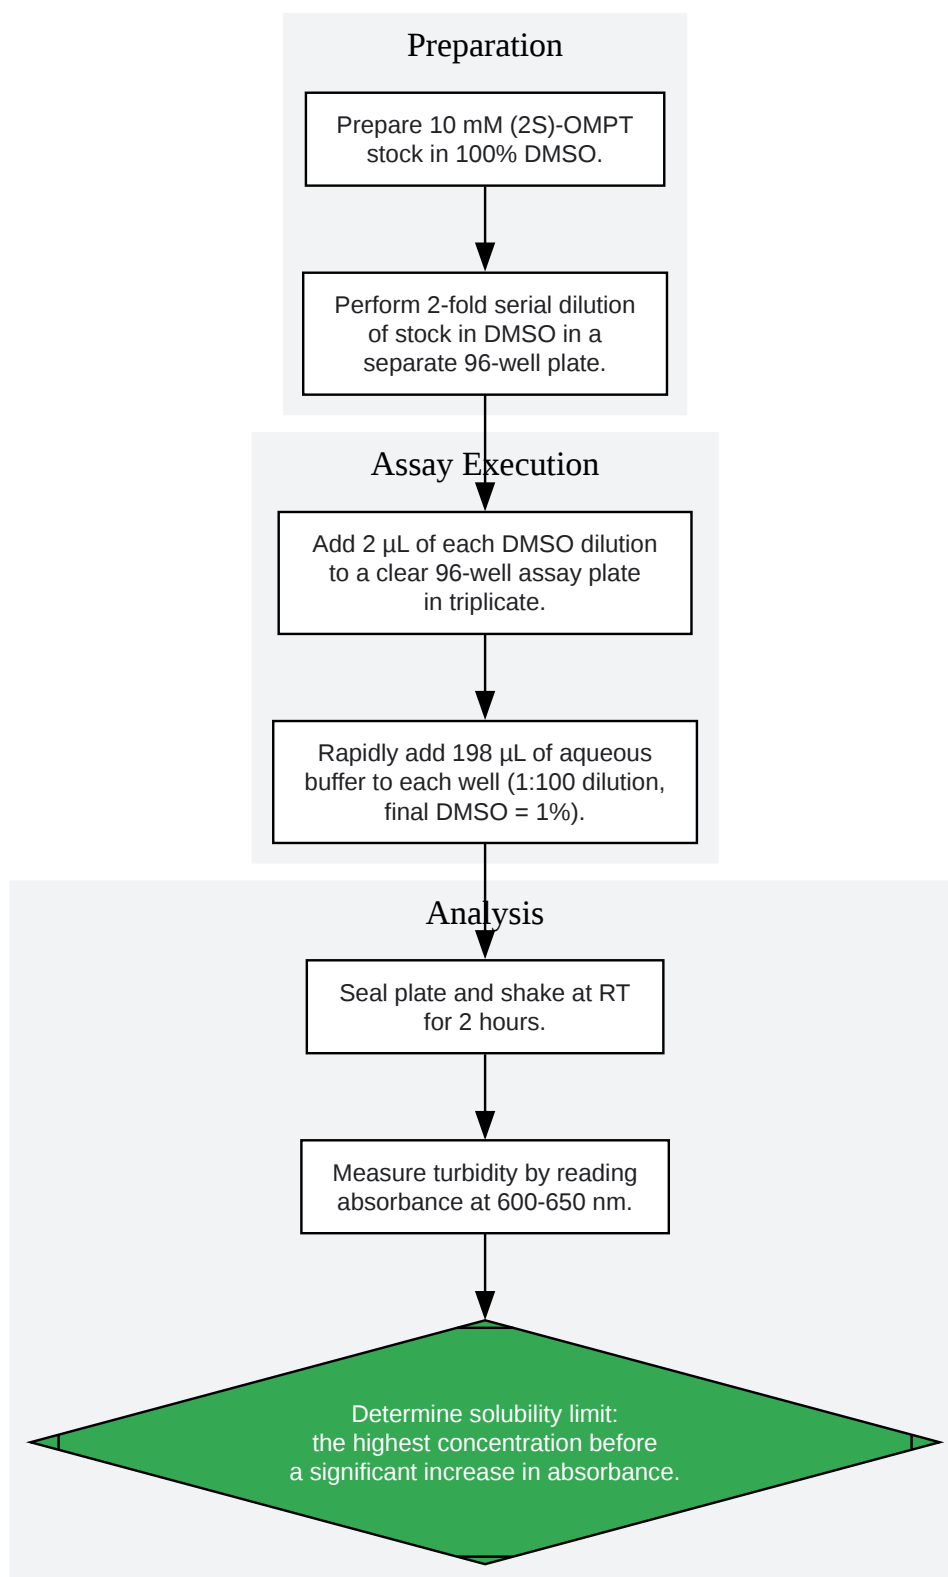 Preparation
Prepare 10 mM (2S)-OMPT
stock in 100% DMSO.
Perform 2-fold serial dilution
of stock in DMSO in a
separate 96-well plate.
Assay Execution
Add 2 µL of each DMSO dilution
to a clear 96-well assay plate
in triplicate.
Rapidly add 198 µL of aqueous
buffer to each well (1:100 dilution,
final DMSO = 1%).
Analysis
Seal plate and shake at RT
for 2 hours.
Measure turbidity by reading
absorbance at 600-650 nm.
Determine solubility limit:
the highest concentration before
a significant increase in absorbance.